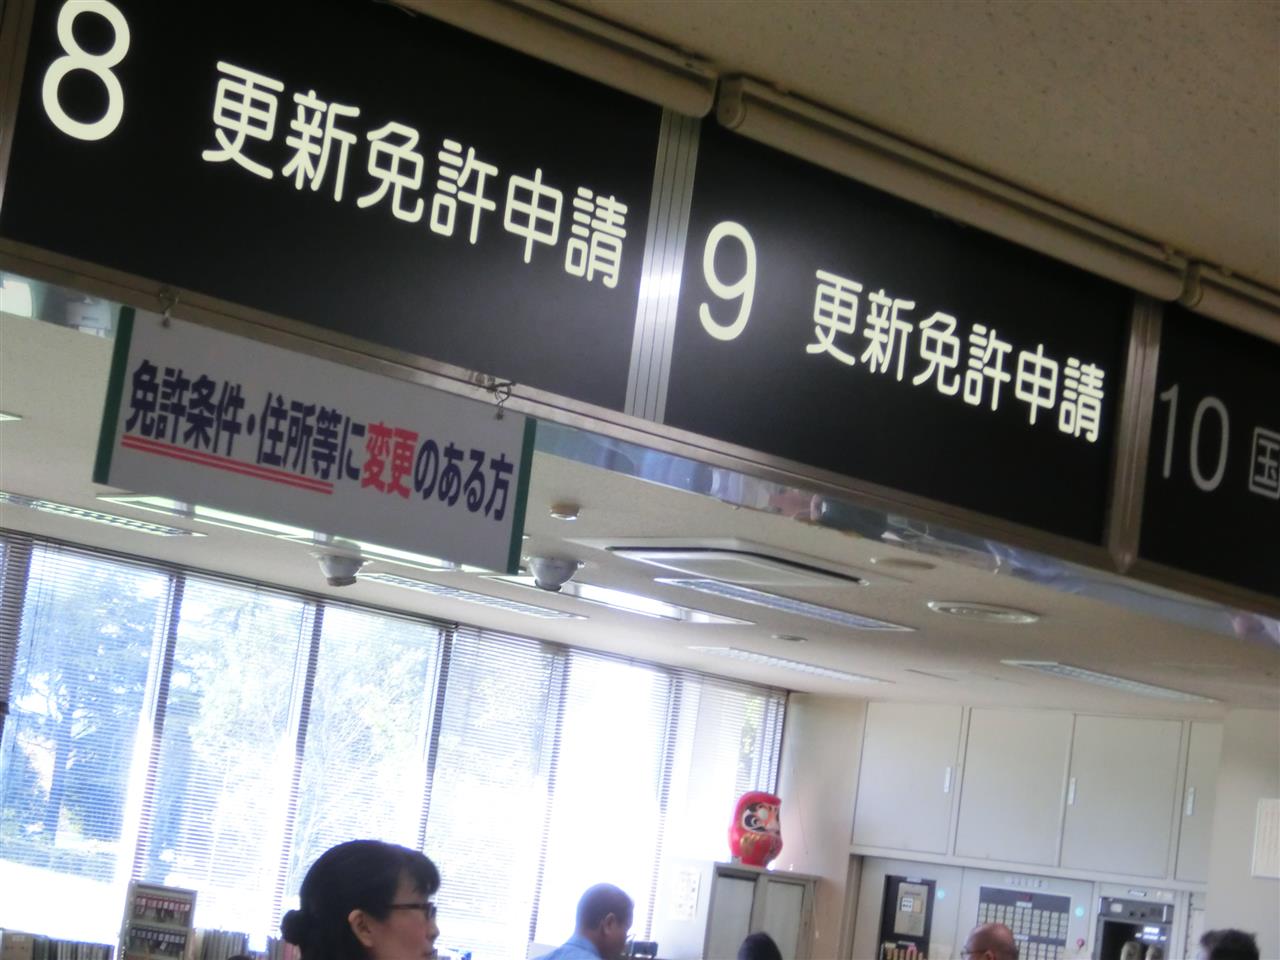 8 更新免許申請
9 更新免許申請
10 国
免許条件・住所等に変更のある方